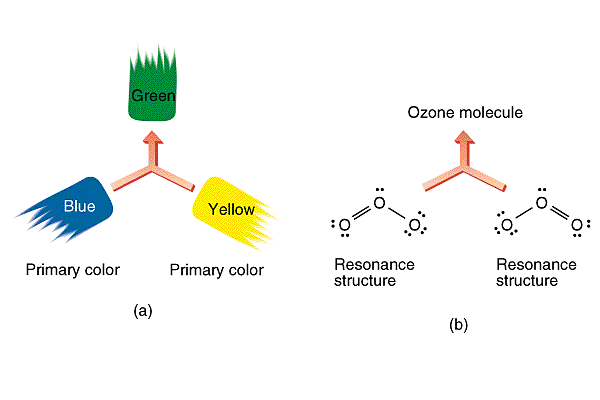 Green
Blue
Yellow
Primary color
Primary color
(a)
Ozone molecule
O
O
O
O
O
O
Resonance
structure
Resonance
structure
(b)